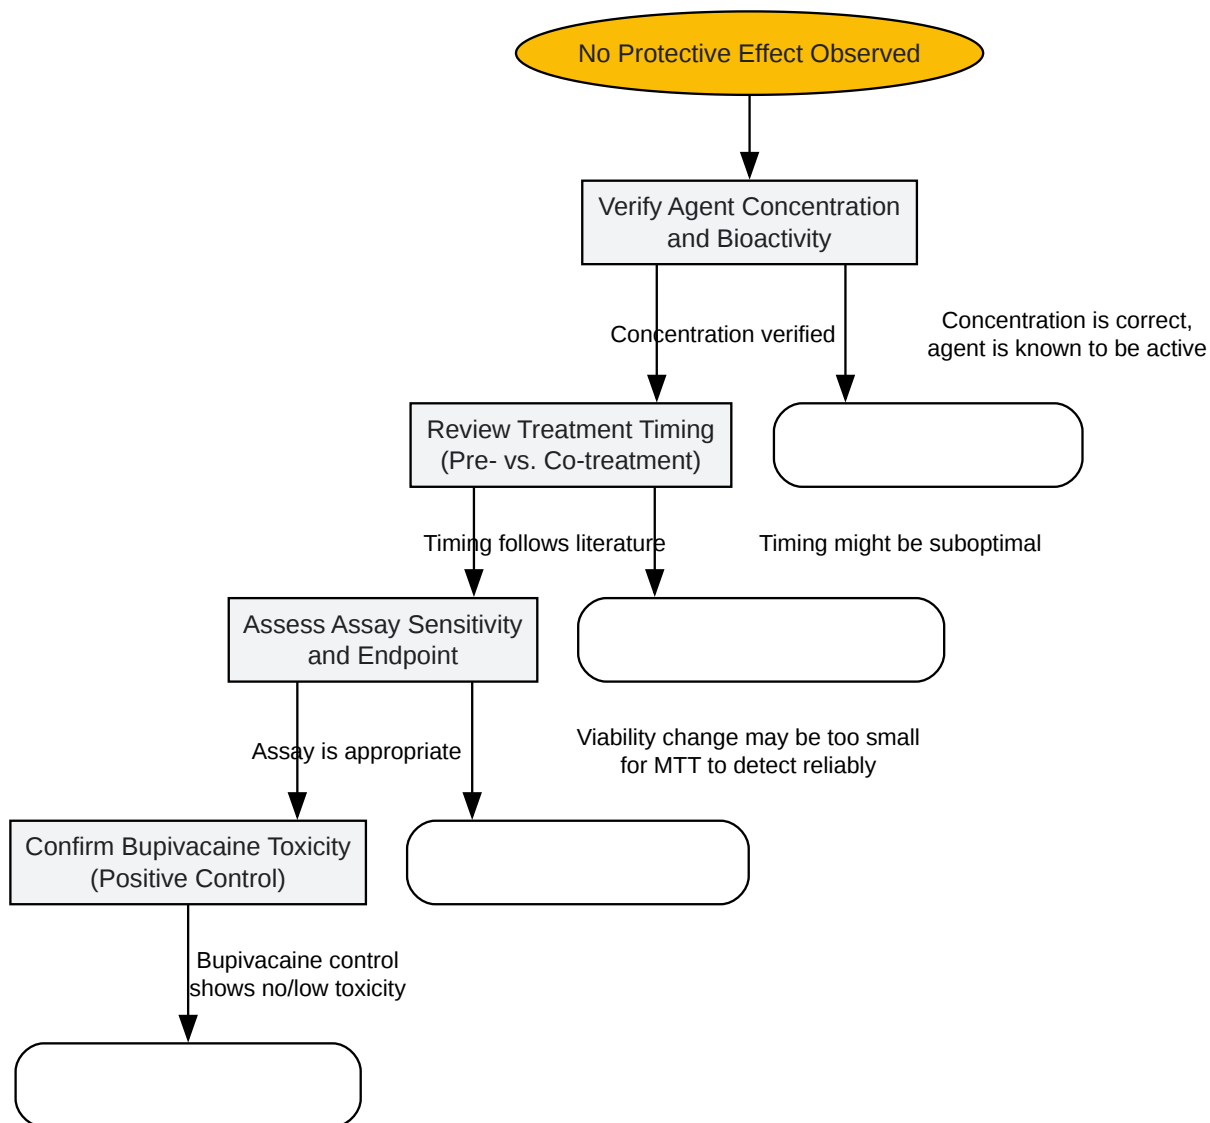 No Protective Effect Observed
Verify Agent Concentration
and Bioactivity
Concentration verified
Concentration is correct,
agent is known to be active
Review Treatment Timing
(Pre- vs. Co-treatment)
Timing follows literature
Timing might be suboptimal
Assess Assay Sensitivity
and Endpoint
Assay is appropriate
Viability change may be too small
for MTT to detect reliably
Confirm Bupivacaine Toxicity
(Positive Control)
Bupivacaine control
shows no/low toxicity